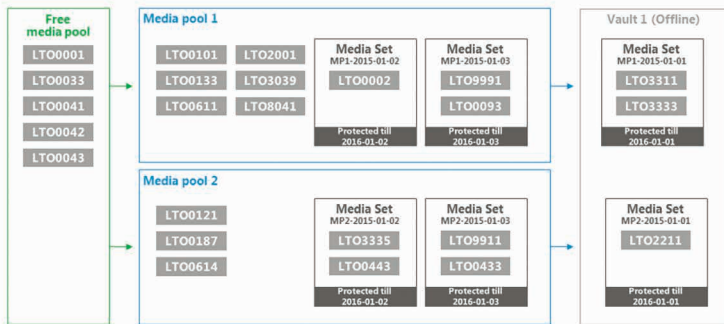 Free
media pool
LTO0001
LTO0033
LTO0041
LTO0042
LTO0043
Media pool 1
LTO0101 LTO2001
LTO0133 LTO3039
LTO0611 LTO8041
Media Set
MP1-2015-01-02
LTO0002
Protected till
2016-01-02
Media Set
MP1-2015-01-03
LTO9991
LTO0093
Protected till
2016-01-03
Media pool 2
LTO0121
LTO0187
LTO0614
Media Set
MP2-2015-01-02
LTO3335
LTO0443
Protected till
2016-01-02
Media Set
MP2-2015-01-03
LTO9911
LTO0433
Protected till
2016-01-03
Vault 1 (Offline)
Media Set
MP1-2015-01-01
LTO3311
LTO3333
Protected till
2016-01-01
Media Set
MP2-2015-01-01
LTO2211
Protected till
2016-01-01